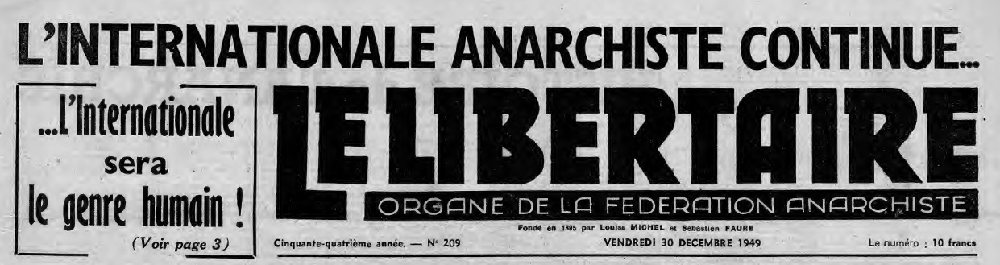 L'INTERNATIONALE ANARCHISTE CONTINUE...
...L'Internationale
sera
le genre humain !
(Voir page 3)
LE LIBERTAIRE
ORGANE DE LA FEDERATION ANARCHISTE
Fondé en 1895 par Louise MICHEL et Sébastien FAURE
Cinquante-quatrième année. — N° 209 VENDREDI 30 DECEMBRE 1949 Le numéro : 10 francs